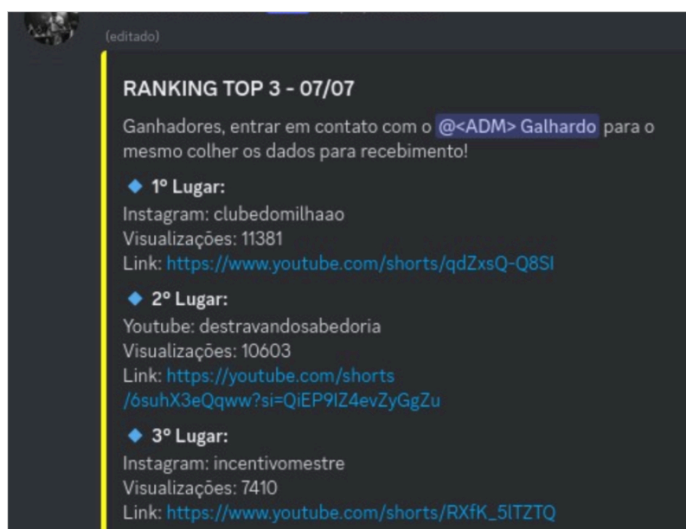 (editado)
RANKING TOP 3 - 07/07
Ganhadores, entrar em contato com o @<ADM> Galhardo para o
mesmo colher os dados para recebimento!
1º Lugar:
Instagram: clubedomilhaao
Visualizações: 11381
Link: https://www.youtube.com/shorts/qdZxsQ-Q8SI
2º Lugar:
Youtube: destravandosabedoria
Visualizações: 10603
Link: https://youtube.com/shorts
/6suhX3eQqww?si=QiEP9IZ4evZyGgZu
3º Lugar:
Instagram: incentivomestre
Visualizações: 7410
Link: https://www.youtube.com/shorts/RXfK_5lTZTQ